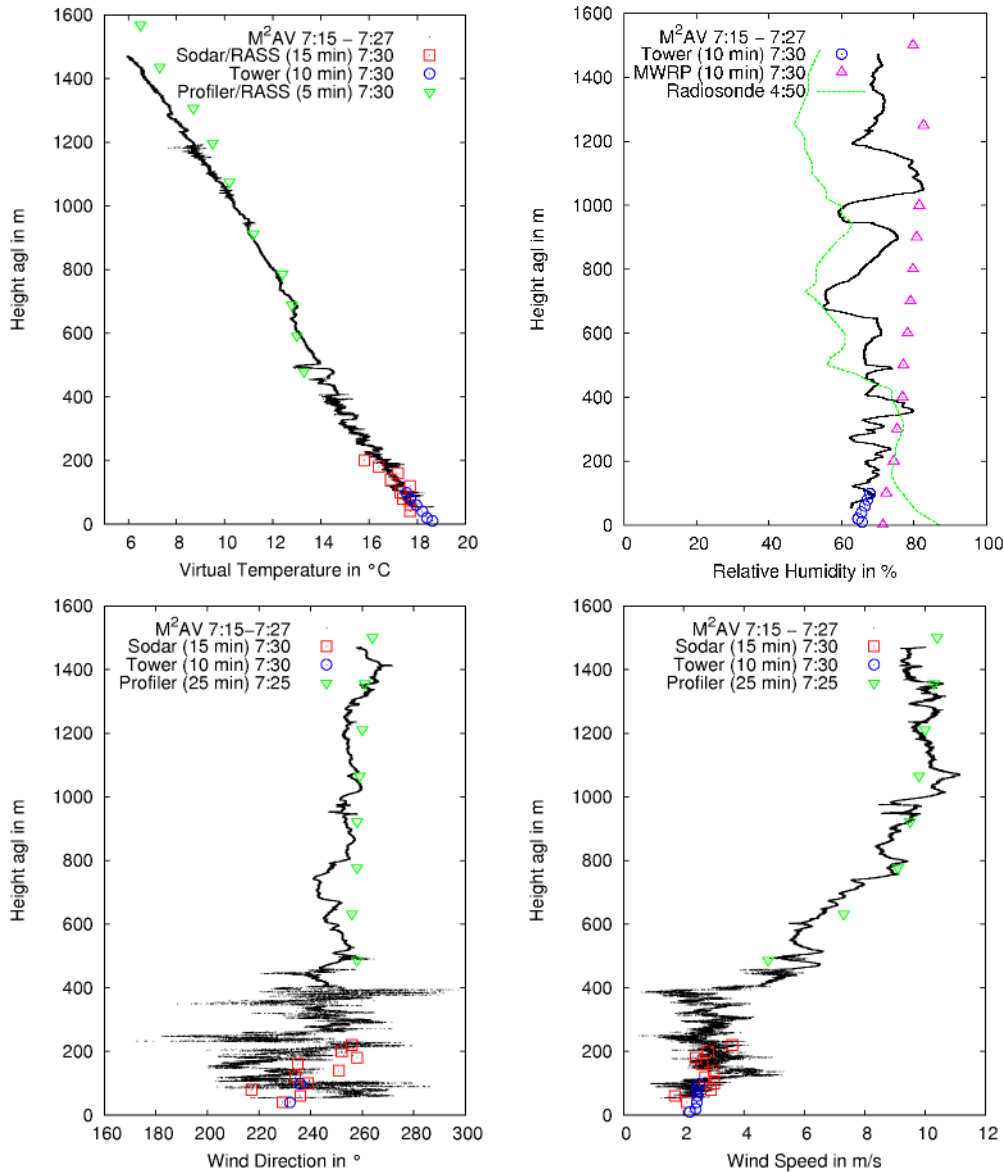 1600
1400
1200
1000
800
600
400
200
0
Height agl in m
6 8 10 12 14 16 18 20
Virtual Temperature in °C
M²AV 7:15 – 7:27
Sodar/RASS (15 min) 7:30
Tower (10 min) 7:30
Profiler/RASS (5 min) 7:30
1600
1400
1200
1000
800
600
400
200
0
Height agl in m
0 20 40 60 80 100
Relative Humidity in %
M²AV 7:15 – 7:27
Tower (10 min) 7:30
MWRP (10 min) 7:30
Radiosonde 4:50
1600
1400
1200
1000
800
600
400
200
0
Height agl in m
160 180 200 220 240 260 280 300
Wind Direction in °
M²AV 7:15–7:27
Sodar (15 min) 7:30
Tower (10 min) 7:30
Profiler (25 min) 7:25
1600
1400
1200
1000
800
600
400
200
0
Height agl in m
0 2 4 6 8 10 12
Wind Speed in m/s
M²AV 7:15 – 7:27
Sodar (15 min) 7:30
Tower (10 min) 7:30
Profiler (25 min) 7:25